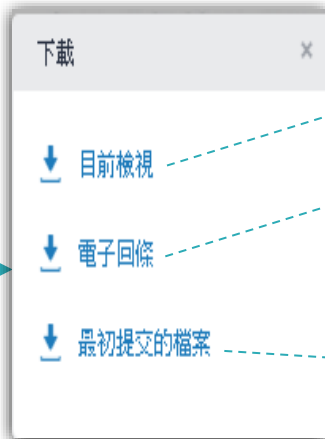 下載
目前檢視
電子回條
最初提交的檔案